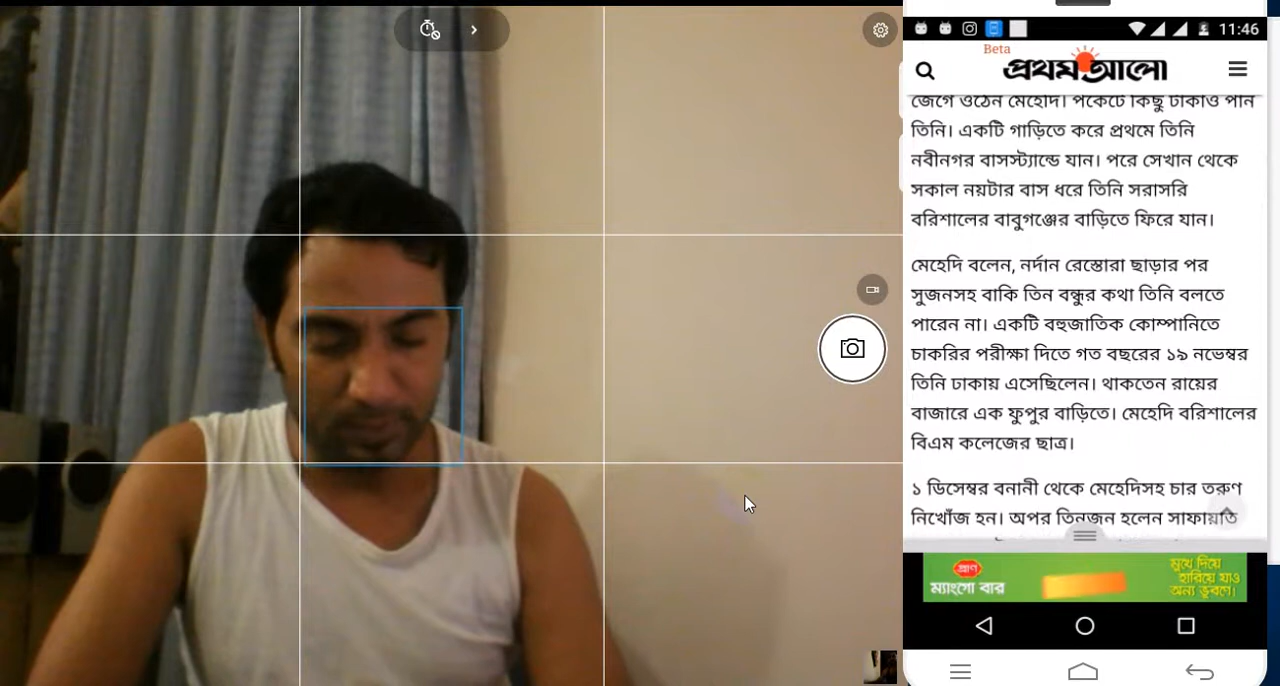 11:46
Beta
প্রথম আলো
জেগে ওঠেন মেহেদি। পকেটে কিছু টাকাও পান
তিনি। একটি গাড়িতে করে প্রথমে তিনি
নবীনগর বাসস্ট্যান্ডে যান। পরে সেখান থেকে
সকাল নয়টার বাস ধরে তিনি সরাসরি
বরিশালের বাবুগঞ্জের বাড়িতে ফিরে যান।
মেহেদি বলেন, নর্দান রেস্তোরা ছাড়ার পর
সুজনসহ বাকি তিন বন্ধুর কথা তিনি বলতে
পারেন না। একটি বহুজাতিক কোম্পানিতে
চাকরির পরীক্ষা দিতে গত বছরের ১৯ নভেম্বর
তিনি ঢাকায় এসেছিলেন। থাকতেন রায়ের
বাজারে এক ফুপুর বাড়িতে। মেহেদি বরিশালের
বিএম কলেজের ছাত্র।
১ ডিসেম্বর বনানী থেকে মেহেদিসহ চার তরুণ
নিখোঁজ হন। অপর তিনজন হলেন সাফায়াত
প্রাণ
ম্যাংগো বার
মুখে দিয়ে
হারিয়ে যাও
অন্য ভুবনে।